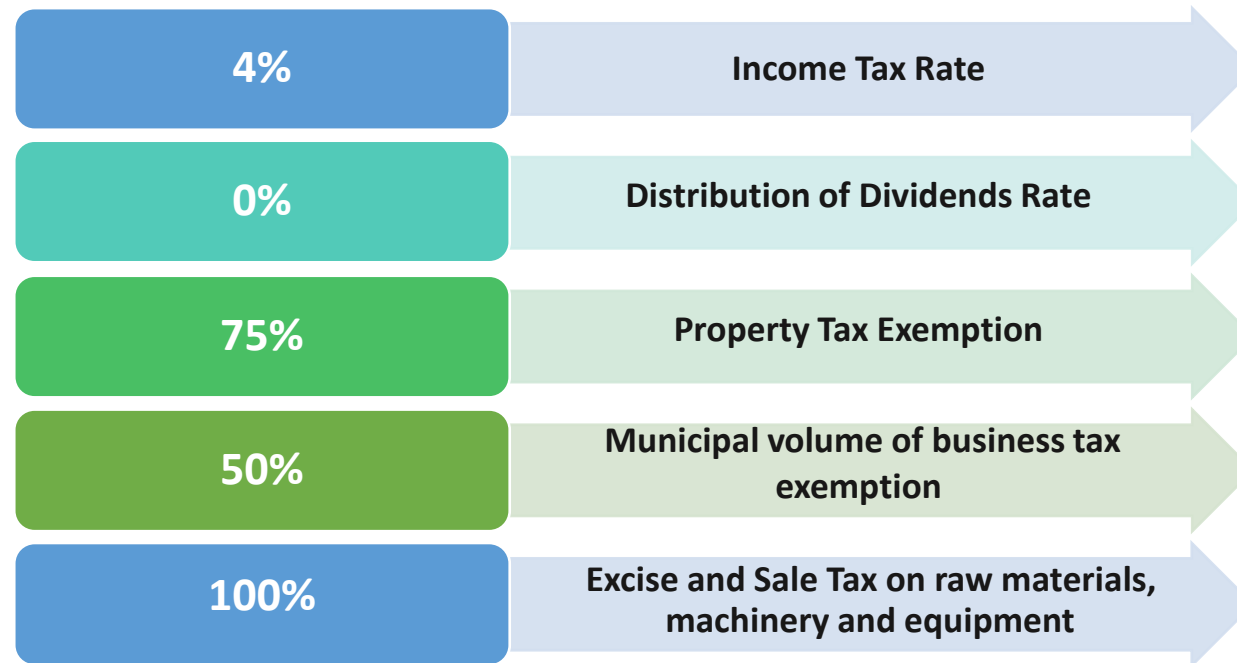 4%
Income Tax Rate
0%
Distribution of Dividends Rate
75%
Property Tax Exemption
50%
Municipal volume of business tax
exemption
100%
Excise and Sale Tax on raw materials,
machinery and equipment